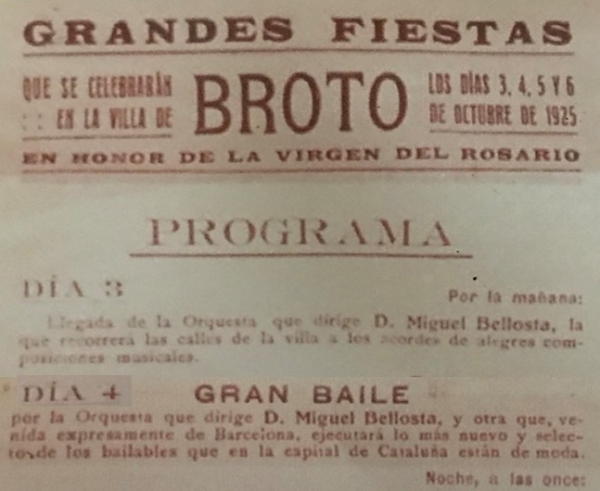 GRANDES FIESTAS
QUE SE CELEBRARÁN
: : EN LA VILLA DE
BROTO
LOS DÍAS 3, 4, 5 Y 6
DE OCTUBRE DE 1925
EN HONOR DE LA VIRGEN DEL ROSARIO
PROGRAMA
DÍA 3
Por la mañana:
Llegada de la Orquesta que dirige D. Miguel Bellosta, la
que recorrerá las calles de la villa a los acordes de alegres com-
posiciones musicales.
DÍA 4 GRAN BAILE
por la Orquesta que dirige D. Miguel Bellosta, y otra que, ve-
nida expresamente de Barcelona, ejecutará lo más nuevo y selec-
to de los bailables que en la capital de Cataluña están de moda.
Noche, a las once: